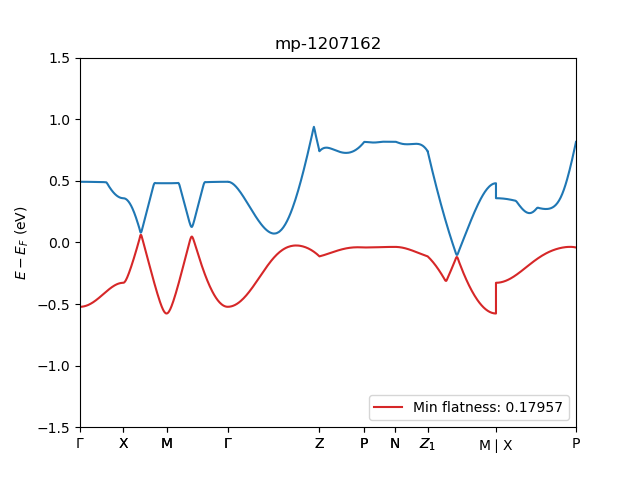 mp-1207162
1.5
1.0
0.5
0.0
−0.5
−1.0
−1.5
E − E_F (eV)
Min flatness: 0.17957
Γ X M Γ Z P N Z₁ M | X P